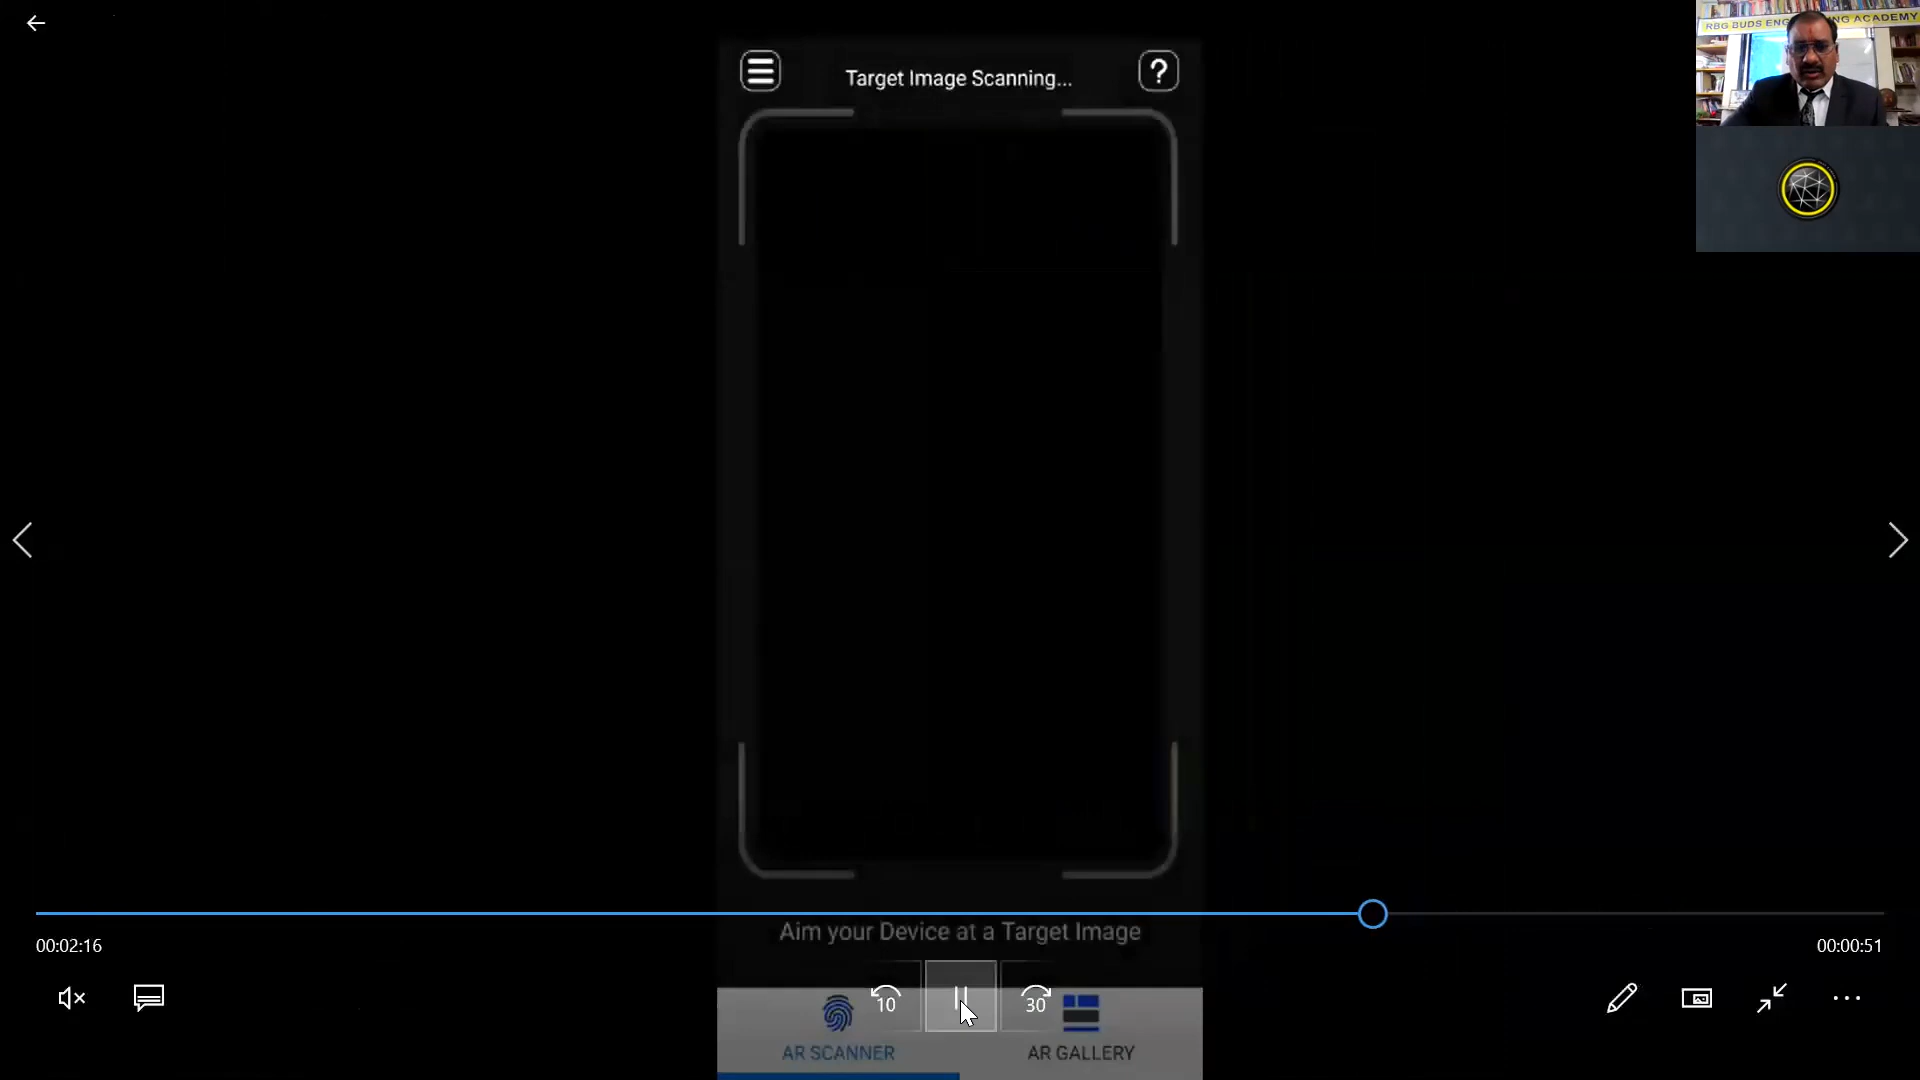 RBG BUDS ENG NG ACADEMY
Target Image Scanning...
?
Aim your Device at a Target Image
00:02:16
00:00:51
10
30
AR SCANNER
AR GALLERY